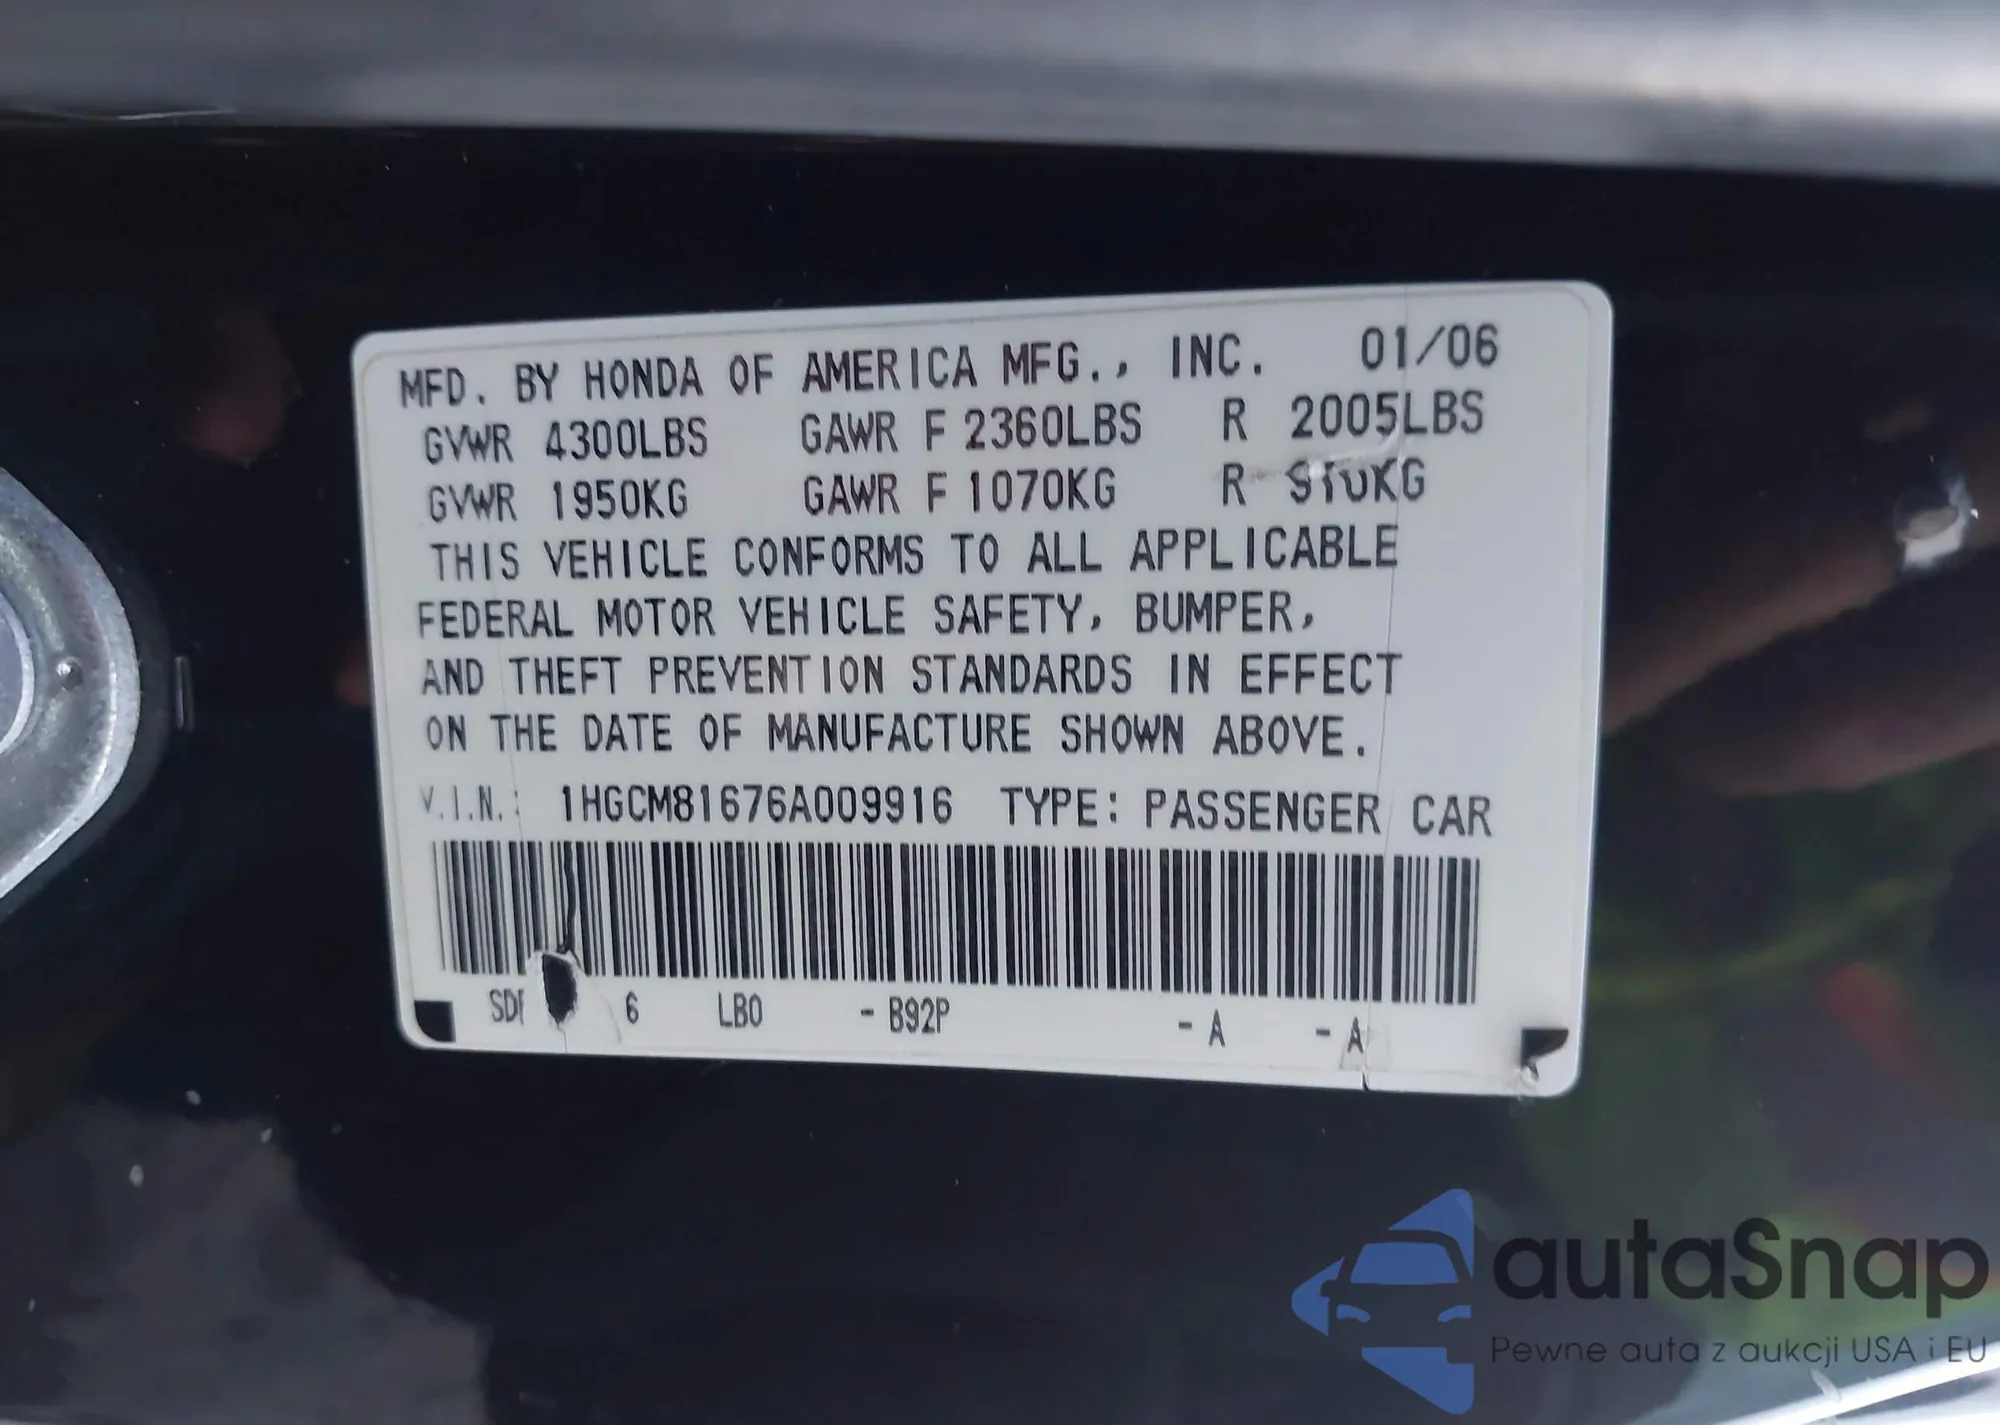 MFD. BY HONDA OF AMERICA MFG., INC. 01/06
GVWR 4300LBS GAWR F 2360LBS R 2005LBS
GVWR 1950KG GAWR F 1070KG R 910KG
THIS VEHICLE CONFORMS TO ALL APPLICABLE
FEDERAL MOTOR VEHICLE SAFETY, BUMPER,
AND THEFT PREVENTION STANDARDS IN EFFECT
ON THE DATE OF MANUFACTURE SHOWN ABOVE.
V.I.N.: 1HGCM81676A009916 TYPE: PASSENGER CAR
6 LB0 - B92P - A - A
autaSnap
Pewne auta z aukcji USA i EU